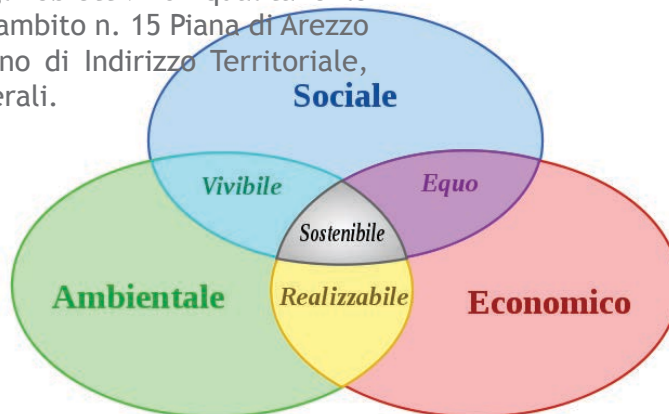 ambito n. 15 Piana di Arezzo
no di Indirizzo Territoriale,
erali.
Sociale
Vivibile
Equo
Sostenibile
Ambientale
Realizzabile
Economico